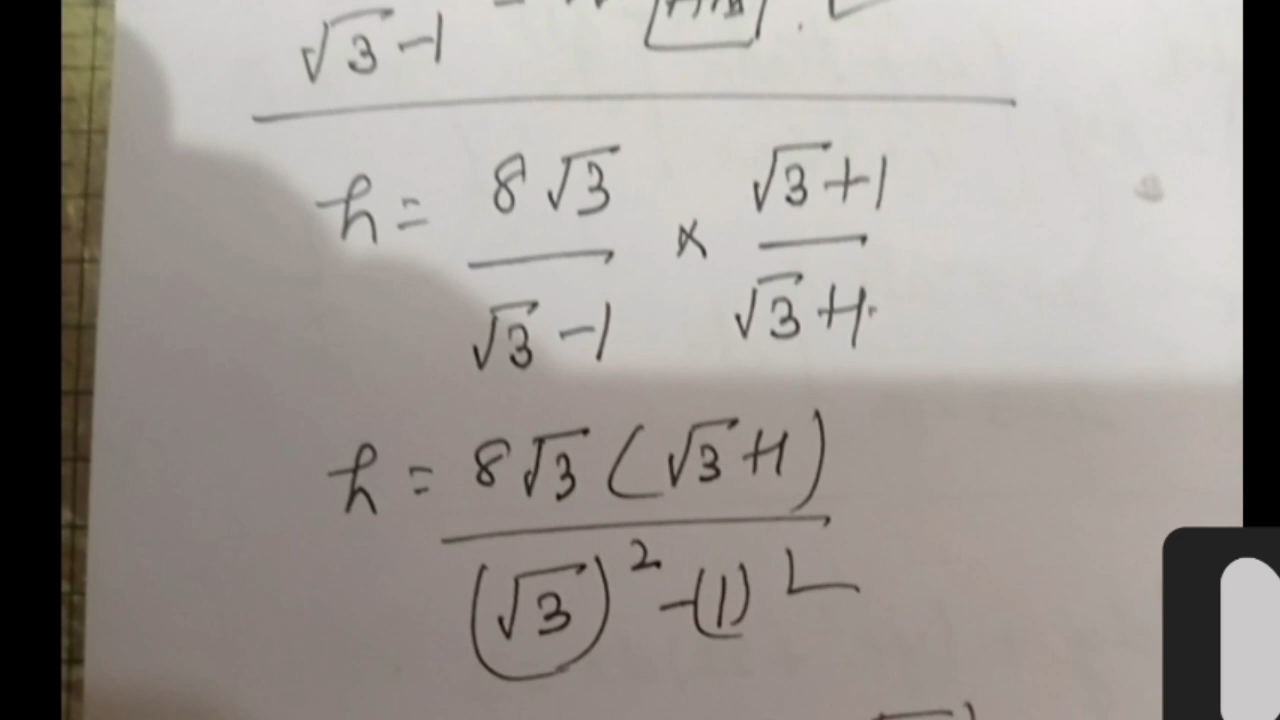 √3-1 =
h = 8√3 / √3-1 × √3+1 / √3+1.
h = 8√3(√3+1) / (√3)² -(1)²